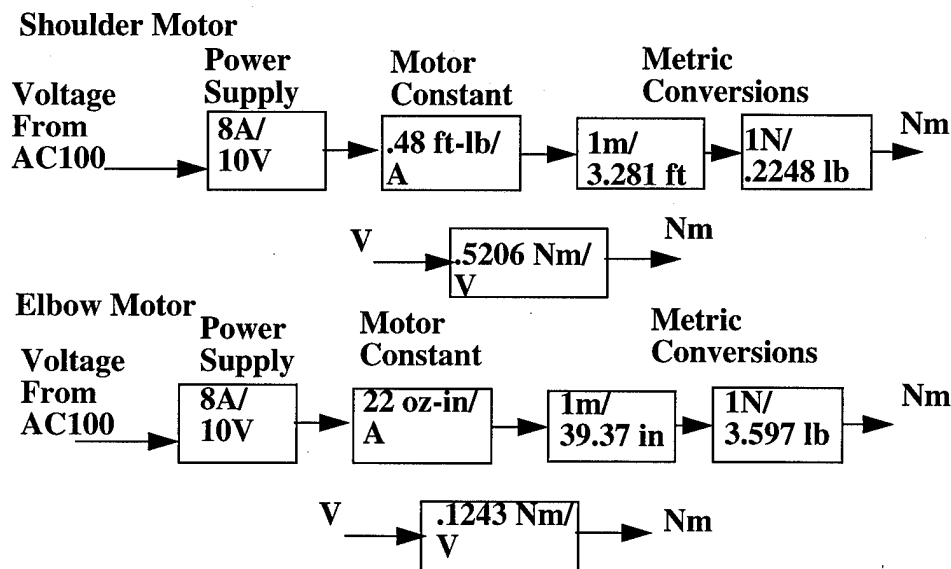 Shoulder Motor
Power
Supply
Motor
Constant
Metric
Conversions
Voltage
From
AC100
8A/
10V
.48 ft-lb/
A
1m/
3.281 ft
1N/
.2248 lb
Nm
V
.5206 Nm/
V
Nm
Elbow Motor
Power
Supply
Motor
Constant
Metric
Conversions
Voltage
From
AC100
8A/
10V
22 oz-in/
A
1m/
39.37 in
1N/
3.597 lb
Nm
V
.1243 Nm/
V
Nm